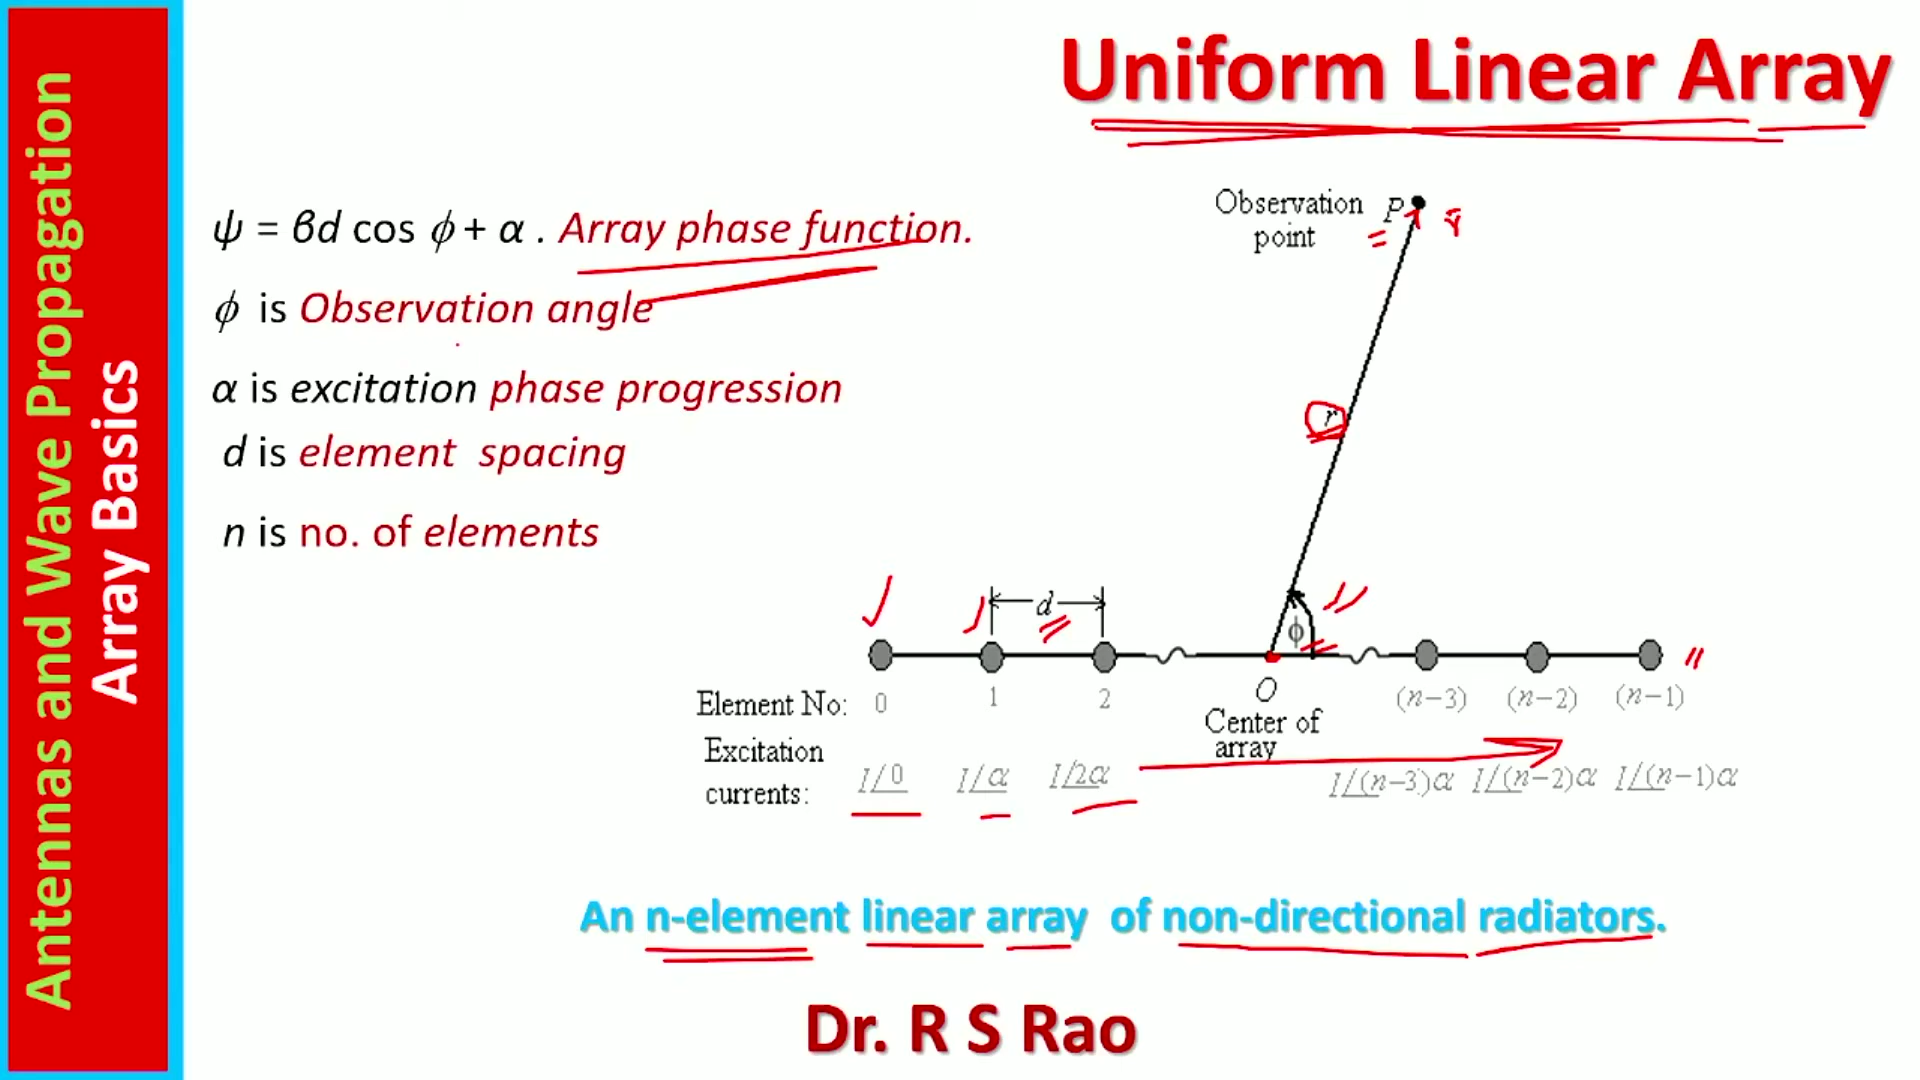 Antennas and Wave Propagation
Array Basics
Uniform Linear Array
ψ = βd cos ϕ + α . Array phase function.
ϕ is Observation angle
α is excitation phase progression
d is element spacing
n is no. of elements
Observation P
point
r
d
ϕ
Element No: 0 1 2 O (n−3) (n−2) (n−1)
Center of
array
Excitation
currents: I/0 I/α I/2α I/(n−3)α I/(n−2)α I/(n−1)α
An n-element linear array of non-directional radiators.
Dr. R S Rao